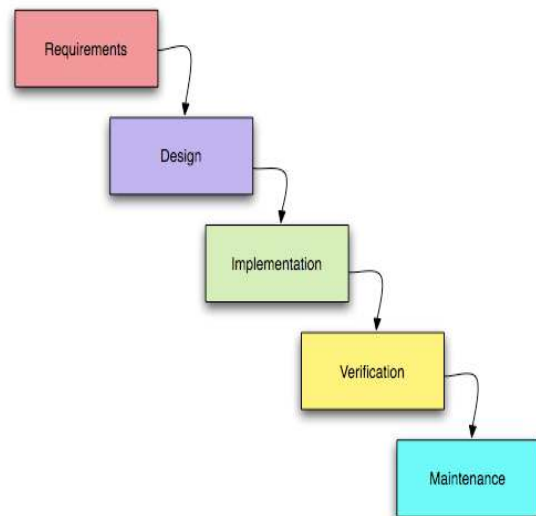 Requirements
Design
Implementation
Verification
Maintenance